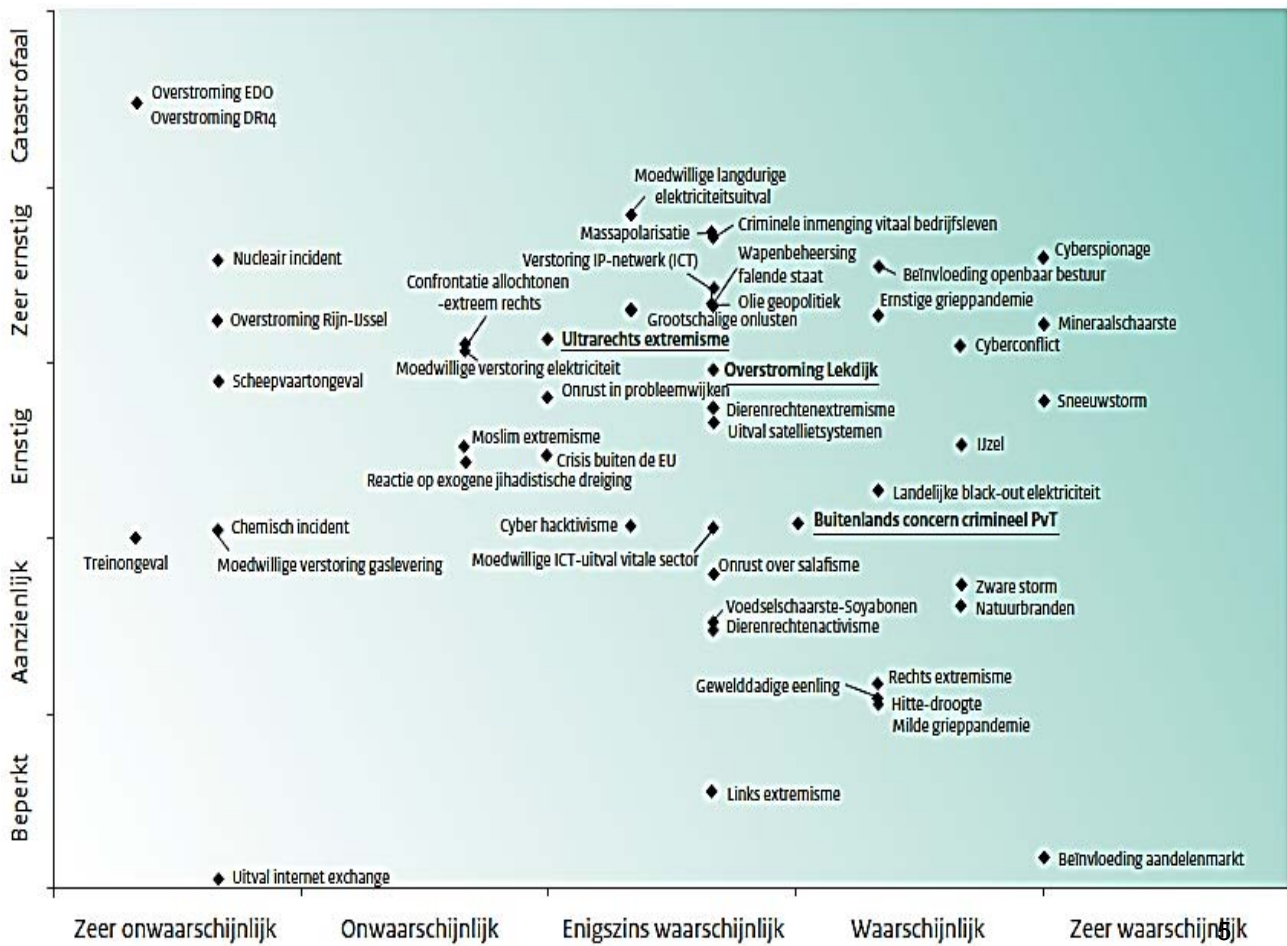 Catastrofaal
Zeer ernstig
Ernstig
Aanzienlijk
Beperkt
Overstroming EDO
Overstroming DR14
Moedwillige langdurige
elektriciteitsuitval
Massapolarisatie
Criminele inmenging vitaal bedrijfsleven
Nucleair incident
Verstoring IP-netwerk (ICT)
Wapenbeheersing
falende staat
Cyberspionage
Beïnvloeding openbaar bestuur
Confrontatie allochtonen
-extreem rechts
Olie geopolitiek
Ernstige grieppandemie
Overstroming Rijn-IJssel
Grootschalige onlusten
Mineraalschaarste
Ultrarechts extremisme
Cyberconflict
Moedwillige verstoring elektriciteit
Overstroming Lekdijk
Scheepvaartongeval
Onrust in probleemwijken
Sneeuwstorm
Dierenrechtenextremisme
Uitval satellietsystemen
Moslim extremisme
IJzel
Crisis buiten de EU
Reactie op exogene jihadistische dreiging
Landelijke black-out elektriciteit
Chemisch incident
Cyber hacktivisme
Buitenlands concern crimineel PvT
Treinongeval
Moedwillige verstoring gaslevering
Moedwillige ICT-uitval vitale sector
Onrust over salafisme
Zware storm
Voedselschaarste-Soyabonen
Natuurbranden
Dierenrechtenactivisme
Rechts extremisme
Gewelddadige eenling
Hitte-droogte
Milde grieppandemie
Links extremisme
Beïnvloeding aandelenmarkt
Uitval internet exchange
Zeer onwaarschijnlijk
Onwaarschijnlijk
Enigszins waarschijnlijk
Waarschijnlijk
Zeer waarschijnlijk
5